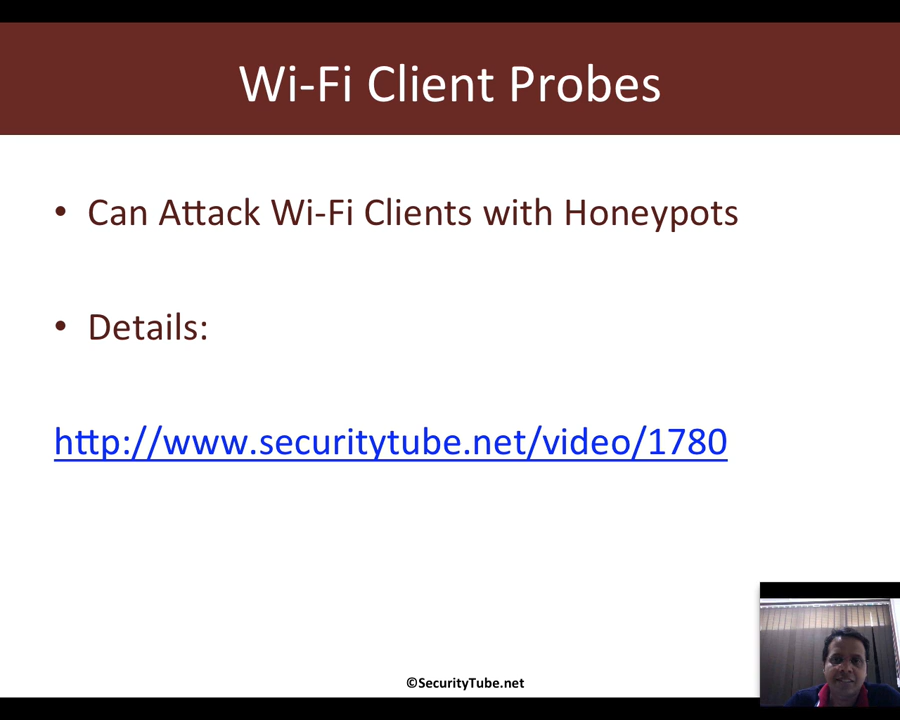 Wi-Fi Client Probes
• Can Attack Wi-Fi Clients with Honeypots
• Details:
http://www.securitytube.net/video/1780
©SecurityTube.net